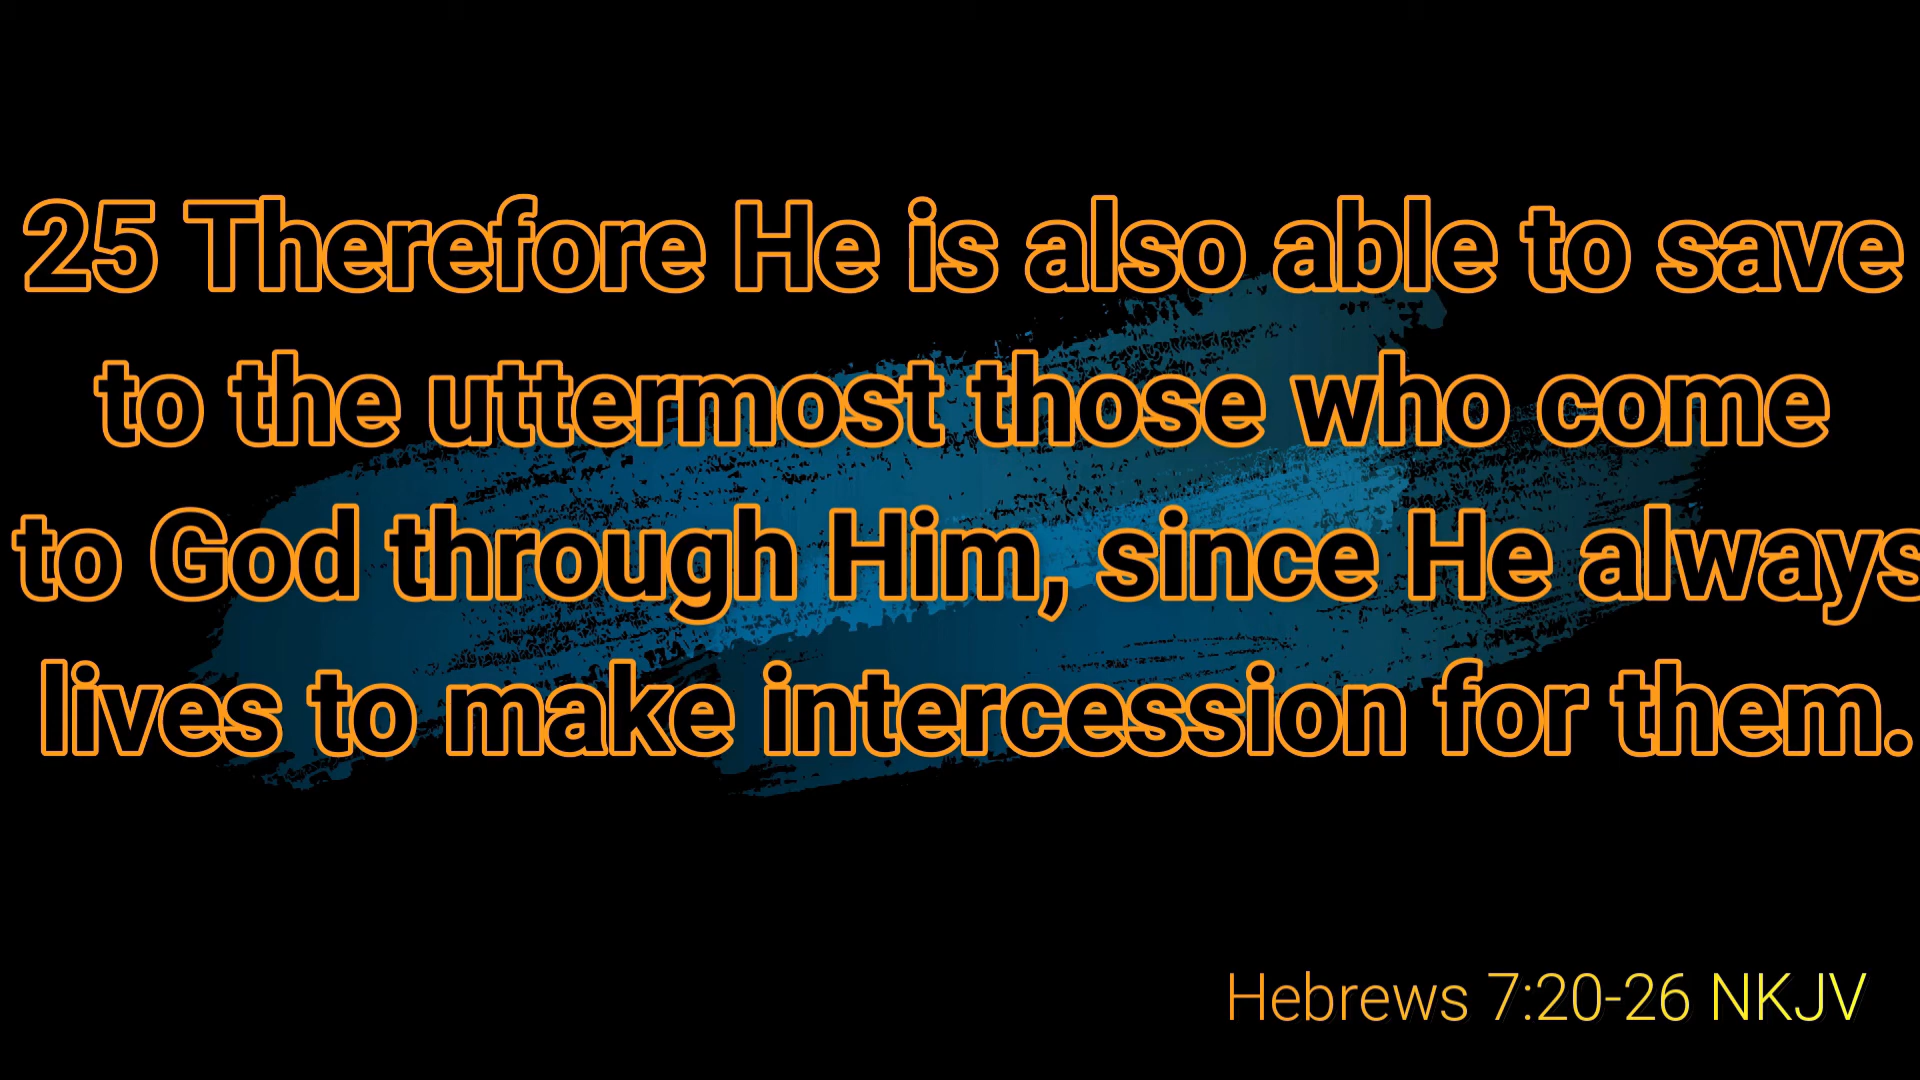 25 Therefore He is also able to save
to the uttermost those who come
to God through Him, since He always
lives to make intercession for them.
Hebrews 7:20-26 NKJV